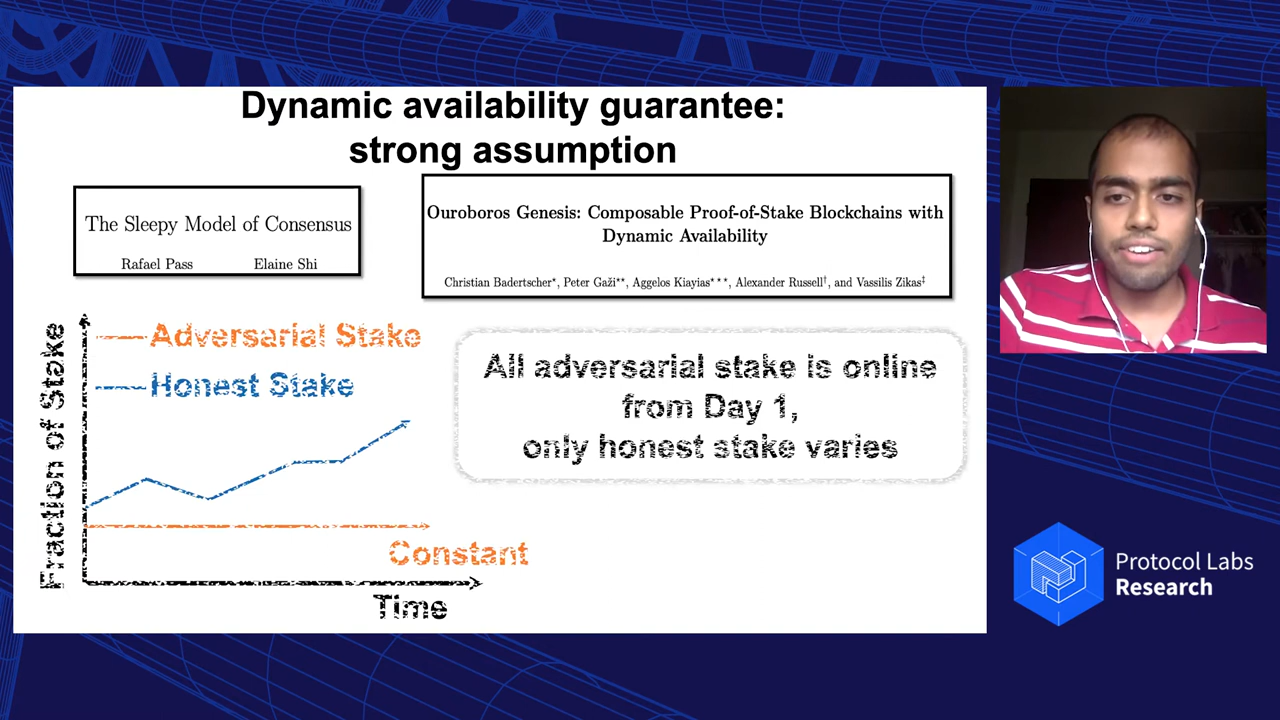 Dynamic availability guarantee:
strong assumption
The Sleepy Model of Consensus
Rafael Pass Elaine Shi
Ouroboros Genesis: Composable Proof-of-Stake Blockchains with
Dynamic Availability
Christian Badertscher*, Peter Gaži**, Aggelos Kiayias***, Alexander Russell†, and Vassilis Zikas‡
Fraction of Stake
Adversarial Stake
Honest Stake
Constant
Time
All adversarial stake is online
from Day 1,
only honest stake varies
Protocol Labs
Research